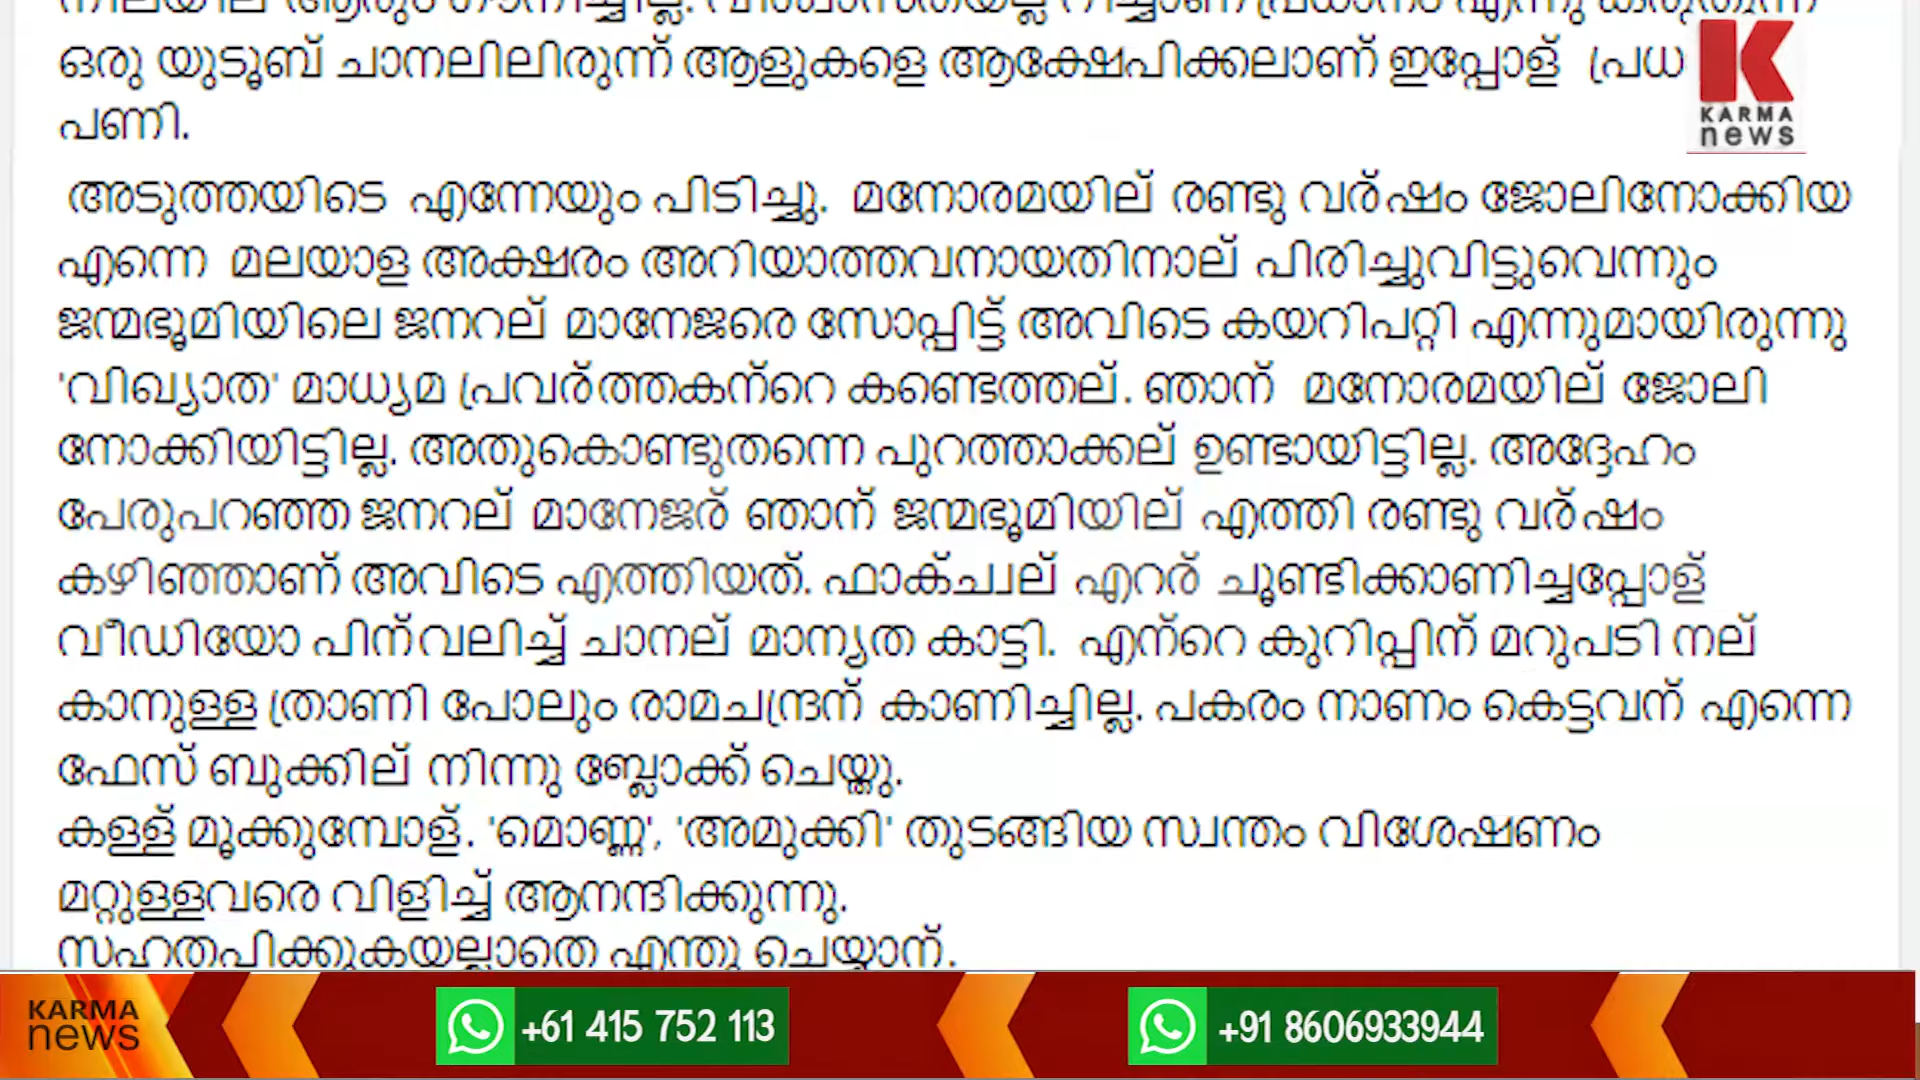 ഒരു യുടൂബ് ചാനലിലിരുന്ന് ആളുകളെ ആക്ഷേപിക്കലാണ് ഇപ്പോള് പ്രധ
പണി.
അടുത്തയിടെ എന്നേയും പിടിച്ചു. മനോരമയില് രണ്ടു വര്ഷം ജോലിനോക്കിയ
എന്നെ മലയാള അക്ഷരം അറിയാത്തവനായതിനാല് പിരിച്ചുവിട്ടുവെന്നും
ജന്മഭൂമിയിലെ ജനറല് മാനേജരെ സോപ്പിട്ട് അവിടെ കയറിപറ്റി എന്നുമായിരുന്നു
'വിഖ്യാത' മാധ്യമ പ്രവര്ത്തകന്റെ കണ്ടെത്തല്. ഞാന് മനോരമയില് ജോലി
നോക്കിയിട്ടില്ല. അതുകൊണ്ടുതന്നെ പുറത്താക്കല് ഉണ്ടായിട്ടില്ല. അദ്ദേഹം
പേരുപറഞ്ഞ ജനറല് മാനേജര് ഞാന് ജന്മഭൂമിയില് എത്തി രണ്ടു വര്ഷം
കഴിഞ്ഞാണ് അവിടെ എത്തിയത്. ഫാക്ച്വല് എറര് ചൂണ്ടിക്കാണിച്ചപ്പോള്
വീഡിയോ പിന്വലിച്ച് ചാനല് മാന്യത കാട്ടി. എന്റെ കുറിപ്പിന് മറുപടി നല്
കാനുള്ള ത്രാണി പോലും രാമചന്ദ്രന് കാണിച്ചില്ല. പകരം നാണം കെട്ടവന് എന്നെ
ഫേസ് ബുക്കില് നിന്നു ബ്ലോക്ക് ചെയ്തു.
കള്ള് മൂക്കുമ്പോള്. 'മൊണ്ണ', 'അമുക്കി' തുടങ്ങിയ സ്വന്തം വിശേഷണം
മറ്റുള്ളവരെ വിളിച്ച് ആനന്ദിക്കുന്നു.
സഹതപിക്കുകയല്ലാതെ എന്തു ചെയ്യാന്.
KARMA
news
KARMA
news
+61 415 752 113
+91 8606933944